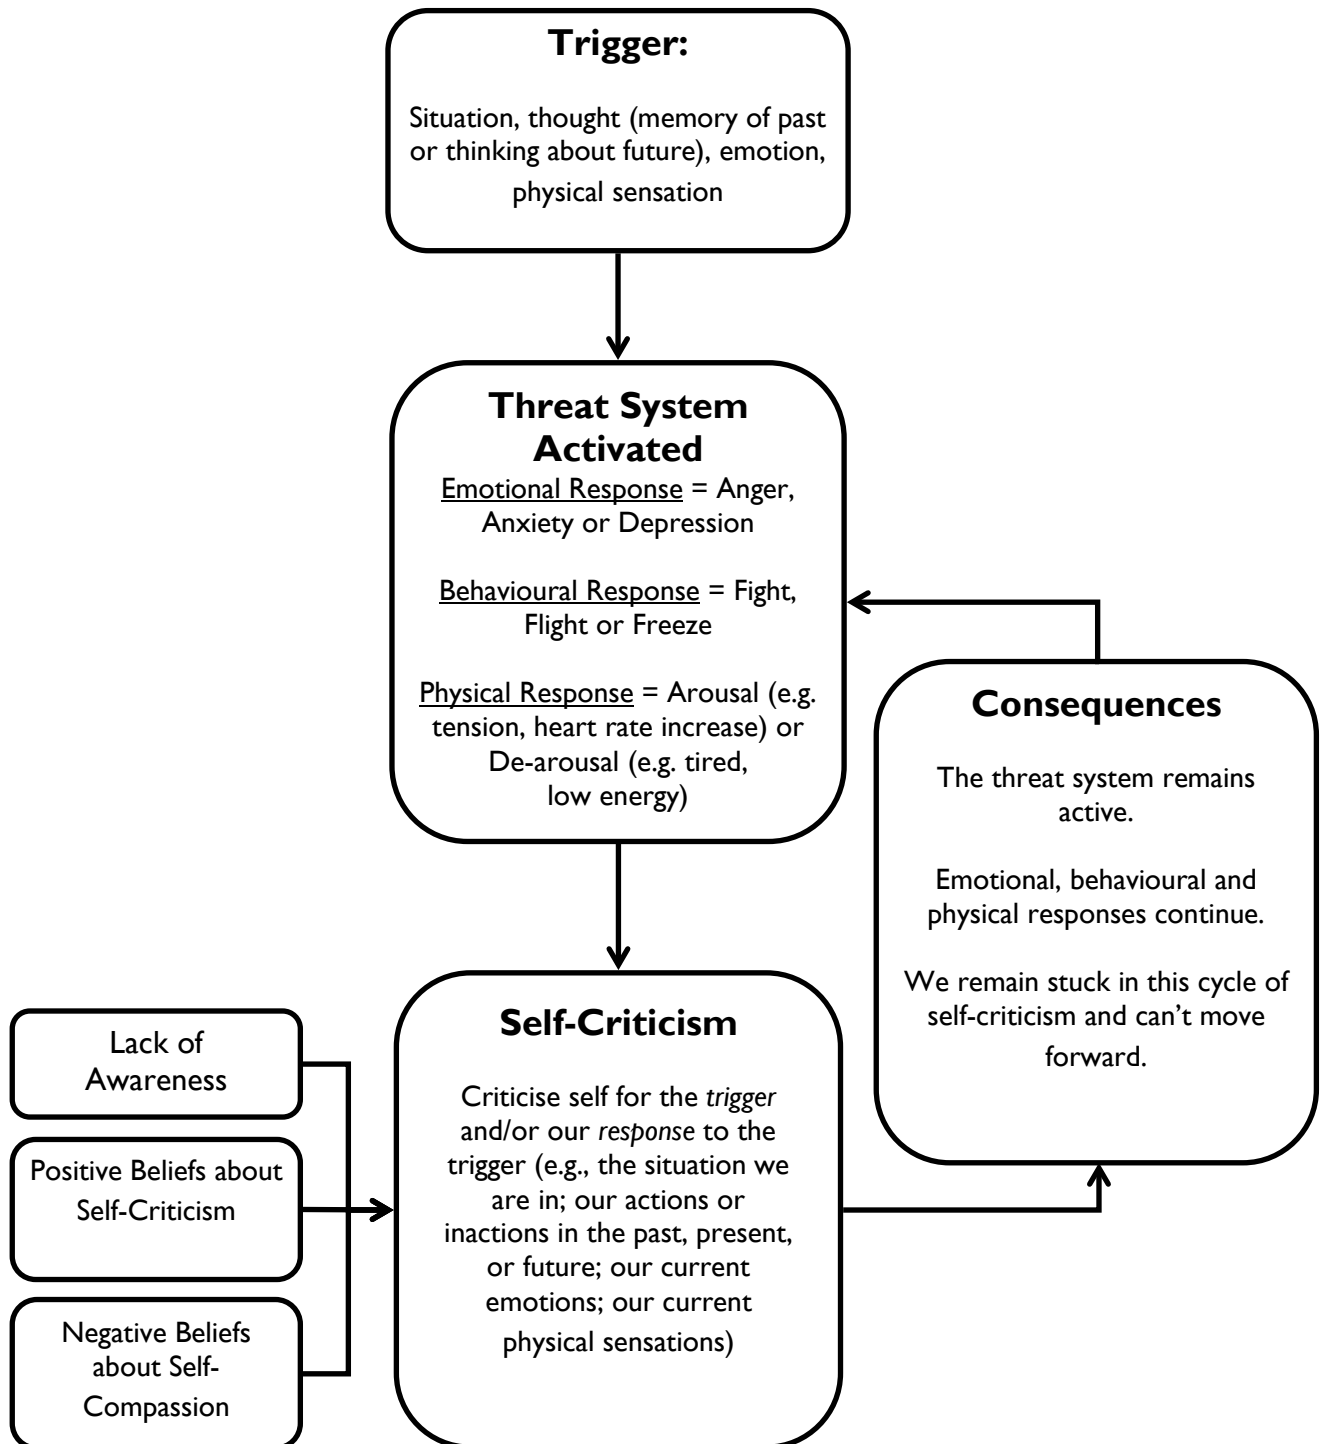 Trigger:
Situation, thought (memory of past
or thinking about future), emotion,
physical sensation
Threat System
Activated
Emotional Response = Anger,
Anxiety or Depression
Behavioural Response = Fight,
Flight or Freeze
Physical Response = Arousal (e.g.
tension, heart rate increase) or
De-arousal (e.g. tired,
low energy)
Consequences
The threat system remains
active.
Emotional, behavioural and
physical responses continue.
We remain stuck in this cycle of
self-criticism and can’t move
forward.
Lack of
Awareness
Positive Beliefs about
Self-Criticism
Negative Beliefs
about Self-
Compassion
Self-Criticism
Criticise self for the trigger
and/or our response to the
trigger (e.g., the situation we
are in; our actions or
inactions in the past, present,
or future; our current
emotions; our current
physical sensations)